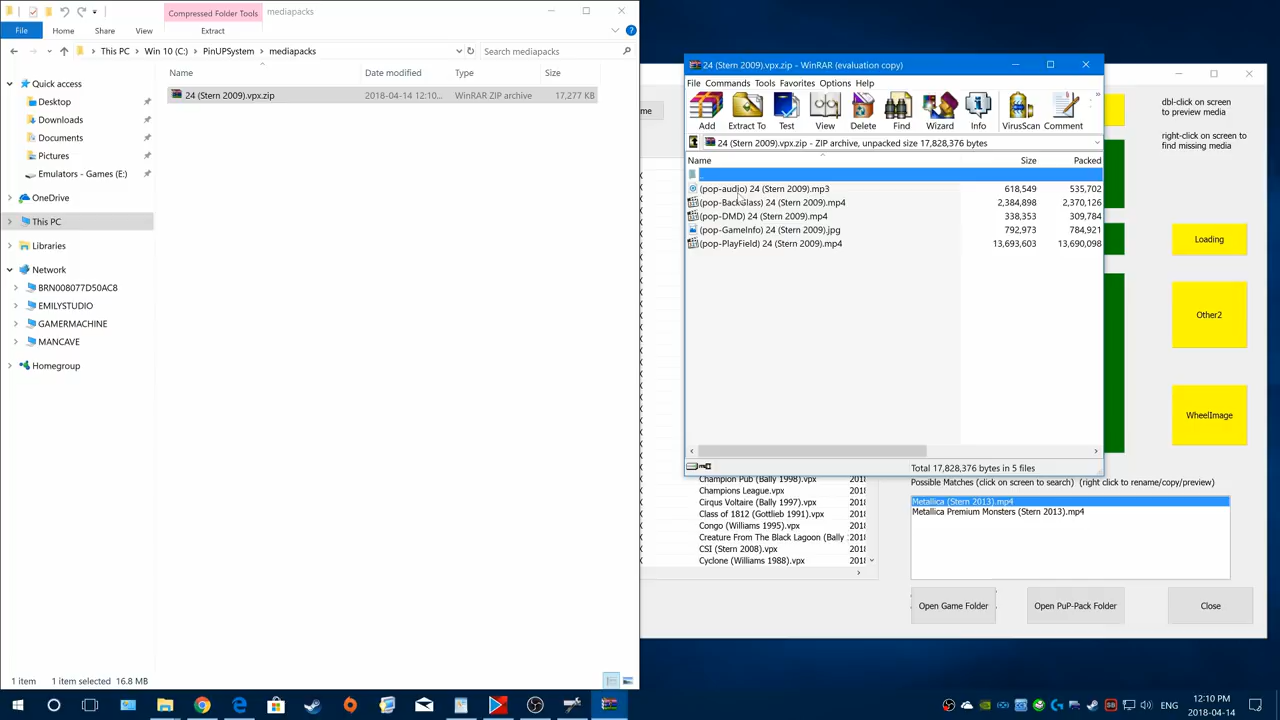 Compressed Folder Tools
mediapacks
File
Home
Share
View
Extract
This PC
Win 10 (C:)
PinUPSystem
mediapacks
Search mediapacks
Name
Date modified
Type
Size
24 (Stern 2009).vpx.zip
2018-04-14 12:10...
WinRAR ZIP archive
17,277 KB
Quick access
Desktop
Downloads
Documents
Pictures
Emulators - Games (E:)
OneDrive
This PC
Libraries
Network
BRN008077D50AC8
EMILYSTUDIO
GAMERMACHINE
MANCAVE
Homegroup
1 item
1 item selected
16.8 MB
24 (Stern 2009).vpx.zip - WinRAR (evaluation copy)
File
Commands
Tools
Favorites
Options
Help
Add
Extract To
Test
View
Delete
Find
Wizard
Info
VirusScan
Comment
24 (Stern 2009).vpx.zip - ZIP archive, unpacked size 17,828,376 bytes
Name
Size
Packed
..
(pop-audio) 24 (Stern 2009).mp3
618,549
535,702
(pop-BackGlass) 24 (Stern 2009).mp4
2,384,898
2,370,126
(pop-DMD) 24 (Stern 2009).mp4
338,353
309,784
(pop-GameInfo) 24 (Stern 2009).jpg
792,973
784,921
(pop-PlayField) 24 (Stern 2009).mp4
13,693,603
13,690,098
Total 17,828,376 bytes in 5 files
me
dbl-click on screen
to preview media
right-click on screen to
find missing media
Loading
Other2
WheelImage
Champion Pub (Bally 1998).vpx
2018
Champions League.vpx
2018
Cirqus Voltaire (Bally 1997).vpx
2018
Class of 1812 (Gottlieb 1991).vpx
2018
Congo (Williams 1995).vpx
2018
Creature From The Black Lagoon (Bally
2018
CSI (Stern 2008).vpx
2018
Cyclone (Williams 1988).vpx
2018
Possible Matches (click on screen to search) (right click to rename/copy/preview)
Metallica (Stern 2013).mp4
Metallica Premium Monsters (Stern 2013).mp4
Open Game Folder
Open PuP-Pack Folder
Close
ENG
12:10 PM
2018-04-14